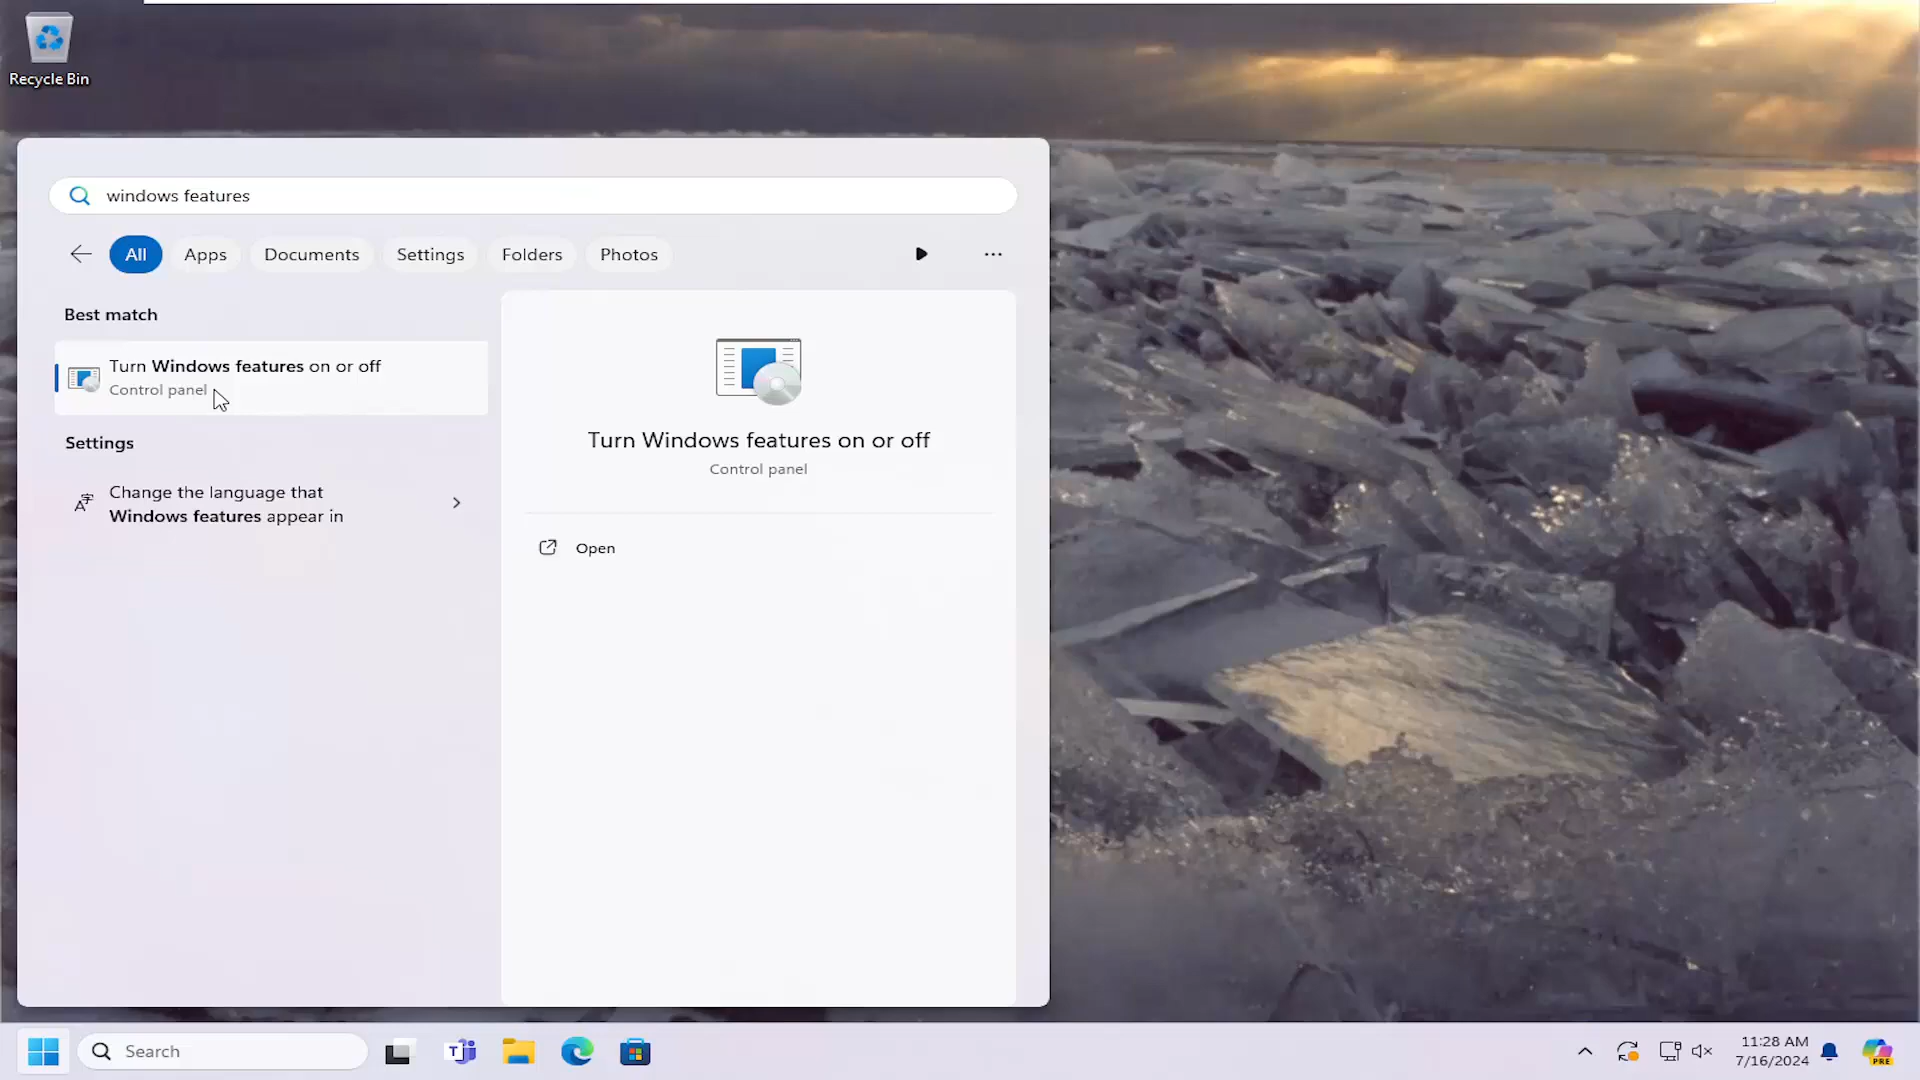 Recycle Bin
windows features
All
Apps
Documents
Settings
Folders
Photos
Best match
Turn Windows features on or off
Control panel
Settings
Change the language that
Windows features appear in
Turn Windows features on or off
Control panel
Open
Search
11:28 AM
7/16/2024
PRE